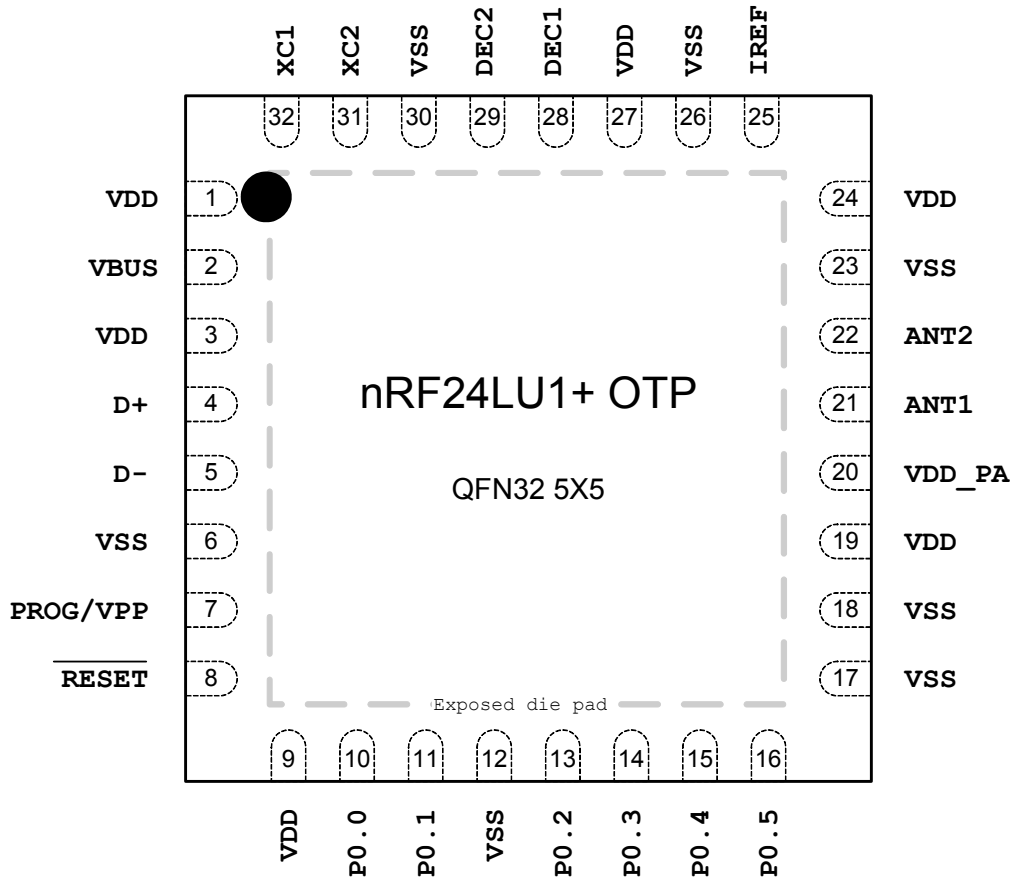 XC1 XC2 VSS DEC2 DEC1 VDD VSS IREF
32 31 30 29 28 27 26 25
VDD 1 24 VDD
VBUS 2 23 VSS
VDD 3 22 ANT2
D+ 4 21 ANT1
nRF24LU1+ OTP
D- 5 20 VDD_PA
QFN32 5X5
VSS 6 19 VDD
PROG/VPP 7 18 VSS
RESET 8 17 VSS
Exposed die pad
9 10 11 12 13 14 15 16
VDD P0.0 P0.1 VSS P0.2 P0.3 P0.4 P0.5